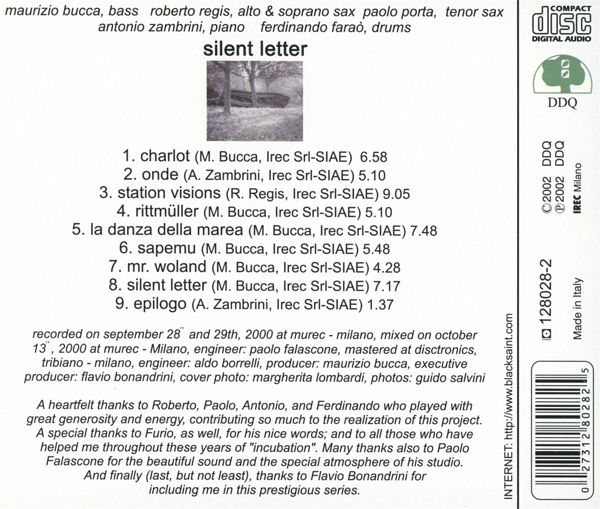 maurizio bucca, bass roberto regis, alto & soprano sax paolo porta, tenor sax
antonio zambrini, piano ferdinando faraò, drums
silent letter
1. charlot (M. Bucca, Irec Srl-SIAE) 6.58
2. onde (A. Zambrini, Irec Srl-SIAE) 5.10
3. station visions (R. Regis, Irec Srl-SIAE) 9.05
4. rittmüller (M. Bucca, Irec Srl-SIAE) 5.10
5. la danza della marea (M. Bucca, Irec Srl-SIAE) 7.48
6. sapemu (M. Bucca, Irec Srl-SIAE) 5.48
7. mr. woland (M. Bucca, Irec Srl-SIAE) 4.28
8. silent letter (M. Bucca, Irec Srl-SIAE) 7.17
9. epilogo (A. Zambrini, Irec Srl-SIAE) 1.37
recorded on september 28¨ and 29th, 2000 at murec - milano, mixed on october
13¨, 2000 at murec - Milano, engineer: paolo falascone, mastered at disctronics,
tribiano - milano, engineer: aldo borrelli, producer: maurizio bucca, executive
producer: flavio bonandrini, cover photo: margherita lombardi, photos: guido salvini
A heartfelt thanks to Roberto, Paolo, Antonio, and Ferdinando who played with
great generosity and energy, contributing so much to the realization of this project.
A special thanks to Furio, as well, for his nice words; and to all those who have
helped me throughout these years of "incubation". Many thanks also to Paolo
Falascone for the beautiful sound and the special atmosphere of his studio.
And finally (last, but not least), thanks to Flavio Bonandrini for
including me in this prestigious series.
INTERNET: http://www.blacksaint.com
COMPACT
disc
DIGITAL AUDIO
DDQ
©2002 DDQ
℗2002 DDQ
IREC Milano
128028-2
Made in Italy
0 27312 80282 5